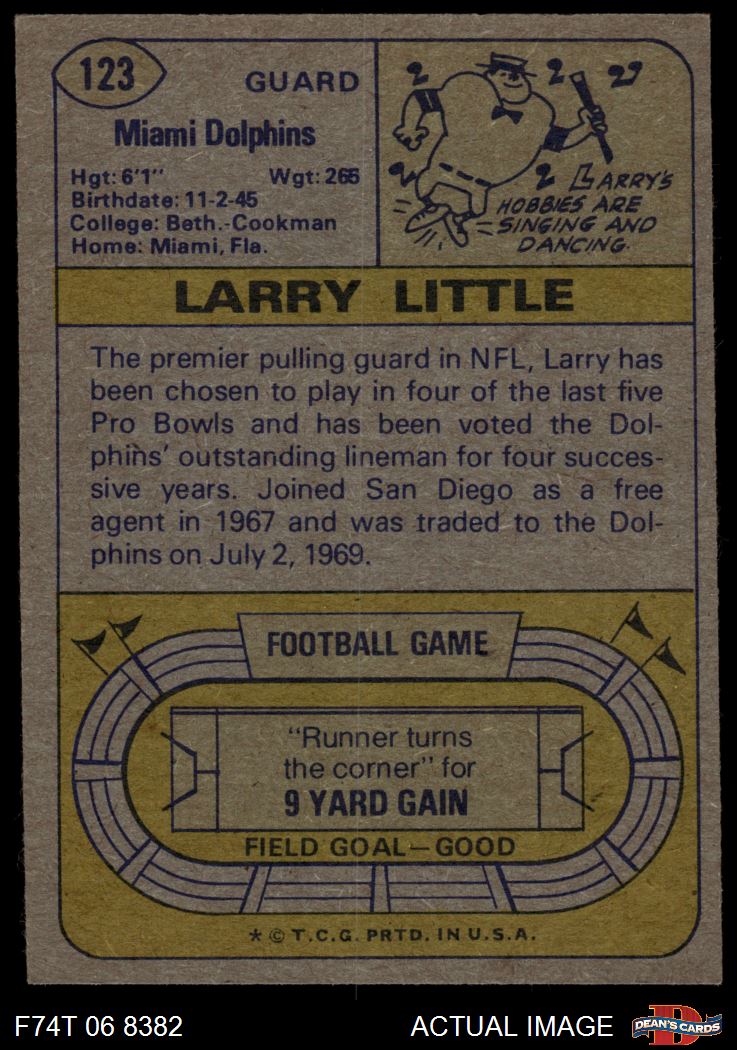 123
GUARD
Miami Dolphins
Hgt: 6'1" Wgt: 265
Birthdate: 11-2-45
College: Beth.-Cookman
Home: Miami, Fla.
LARRY'S
HOBBIES ARE
SINGING AND
DANCING.
LARRY LITTLE
The premier pulling guard in NFL, Larry has
been chosen to play in four of the last five
Pro Bowls and has been voted the Dol-
phins' outstanding lineman for four succes-
sive years. Joined San Diego as a free
agent in 1967 and was traded to the Dol-
phins on July 2, 1969.
FOOTBALL GAME
"Runner turns
the corner" for
9 YARD GAIN
FIELD GOAL—GOOD
* © T.C.G. PRTD. IN U.S.A.
F74T 06 8382 ACTUAL IMAGE
DEAN'S CARDS